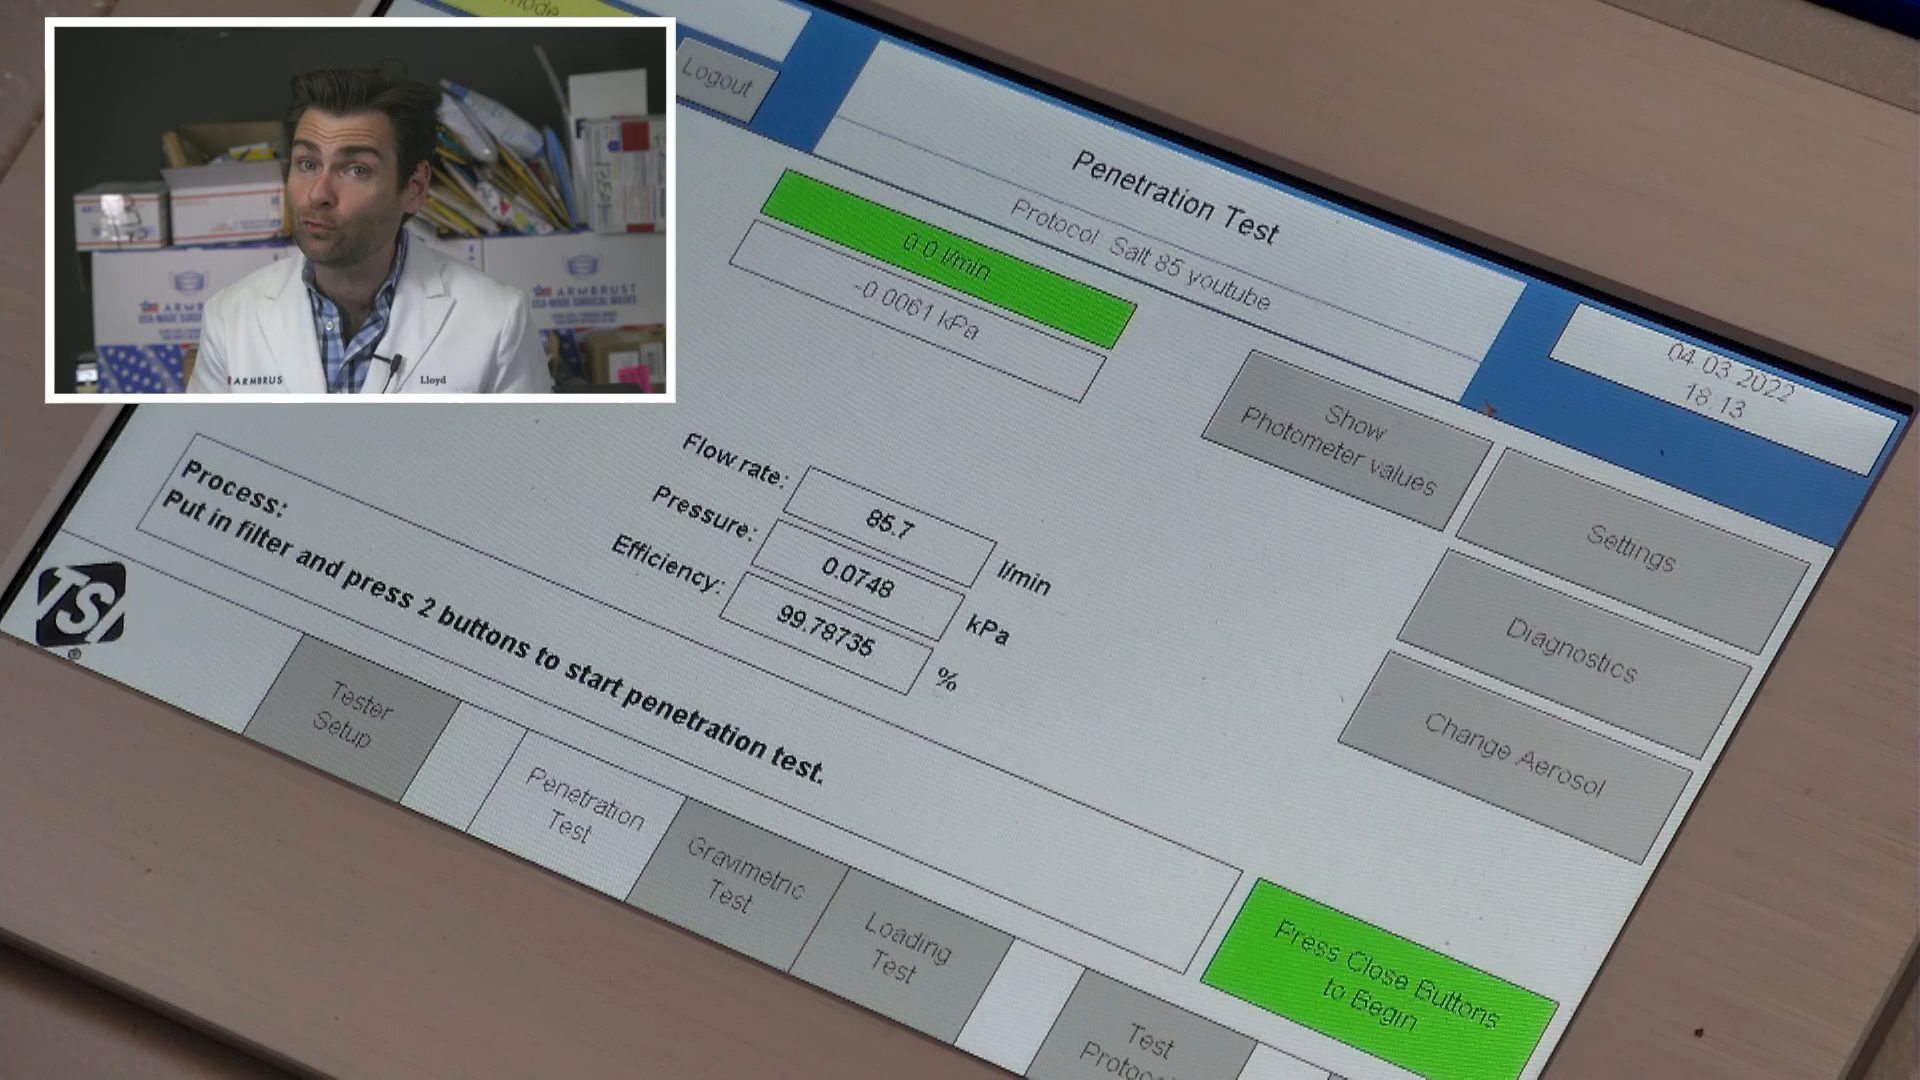 mode
Logout
Penetration Test
Protocol Salt 85 youtube
04.03.2022
18:13
0.0 l/min
-0.0061 kPa
Show
Photometer values
Settings
Diagnostics
Change Aerosol
Flow rate: 85.7 l/min
Pressure: 0.0748 kPa
Efficiency: 99.78735 %
Process:
Put in filter and press 2 buttons to start penetration test.
TSI
®
Tester
Setup
Penetration
Test
Gravimetric
Test
Loading
Test
Test
Press Close Buttons
to Begin
ARMBRUS
Lloyd
ARMBRUST
USA-MADE SURGICAL MASKS